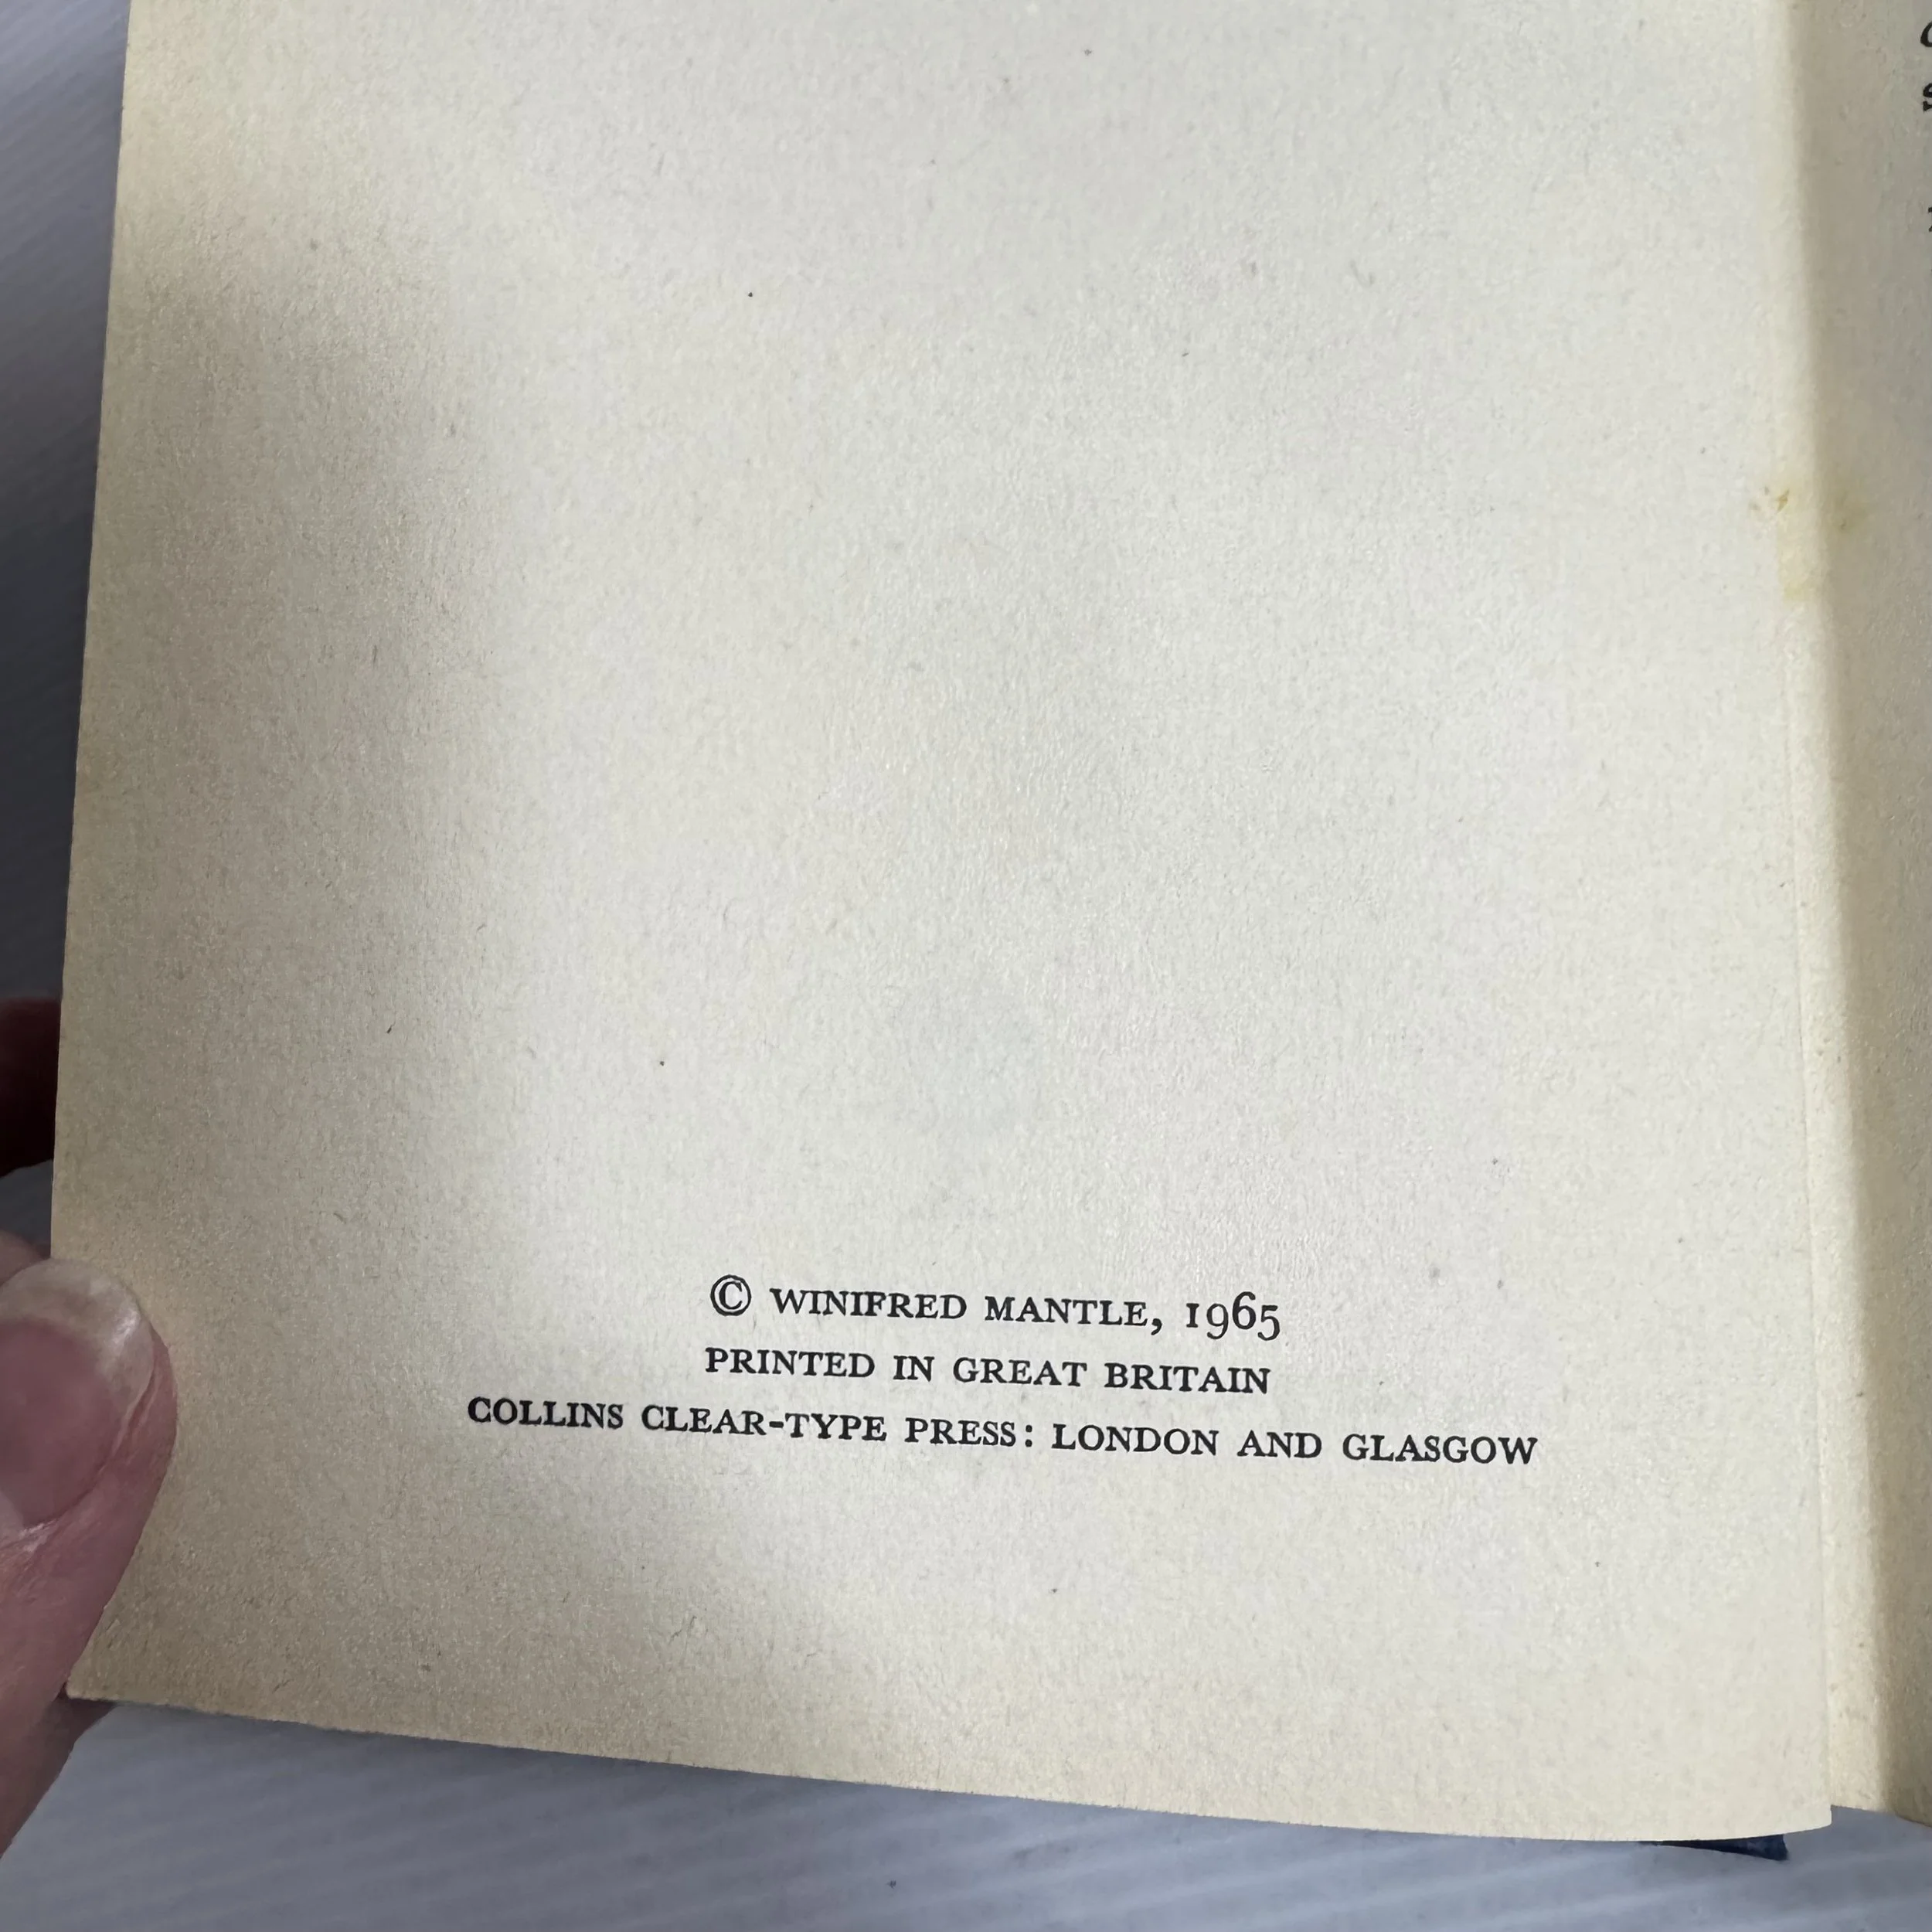 © WINIFRED MANTLE, 1965
PRINTED IN GREAT BRITAIN
COLLINS CLEAR-TYPE PRESS: LONDON AND GLASGOW